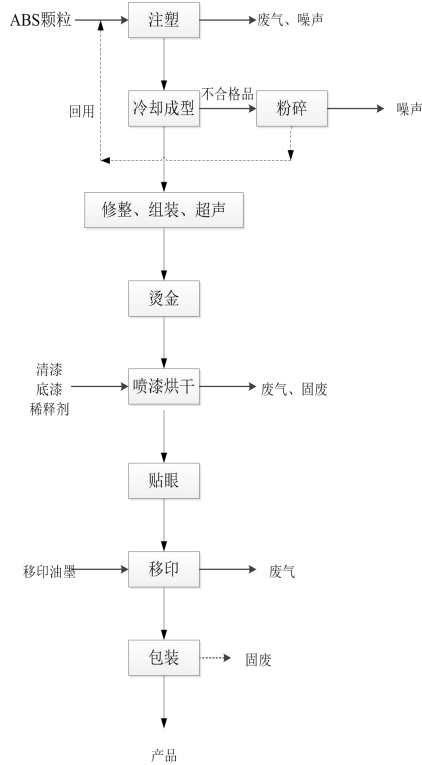 ABS颗粒
注塑
废气、噪声
回用
冷却成型
不合格品
粉碎
噪声
修整、组装、超声
烫金
清漆
底漆
稀释剂
喷漆烘干
废气、固废
贴眼
移印油墨
移印
废气
包装
固废
产品